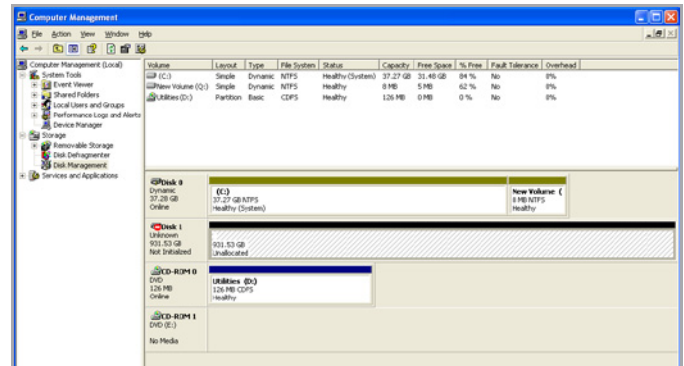 Computer Management
File Action View Window Help
Computer Management (Local)
System Tools
Event Viewer
Shared Folders
Local Users and Groups
Performance Logs and Alerts
Device Manager
Storage
Removable Storage
Disk Defragmenter
Disk Management
Services and Applications
Volume Layout Type File System Status Capacity Free Space % Free Fault Tolerance Overhead
(C:) Simple Dynamic NTFS Healthy (System) 37.27 GB 31.48 GB 84 % No 0%
New Volume (Q:) Simple Dynamic NTFS Healthy 8 MB 5 MB 62 % No 0%
Utilities (D:) Partition Basic CDFS Healthy 126 MB 0 MB 0 % No 0%
Disk 0
Dynamic
37.28 GB
Online
(C:)
37.27 GB NTFS
Healthy (System)
New Volume (
8 MB NTFS
Healthy
Disk 1
Unknown
931.53 GB
Not Initialized
931.53 GB
Unallocated
CD-ROM 0
DVD
126 MB
Online
Utilities (D:)
126 MB CDFS
Healthy
CD-ROM 1
DVD (E:)
No Media